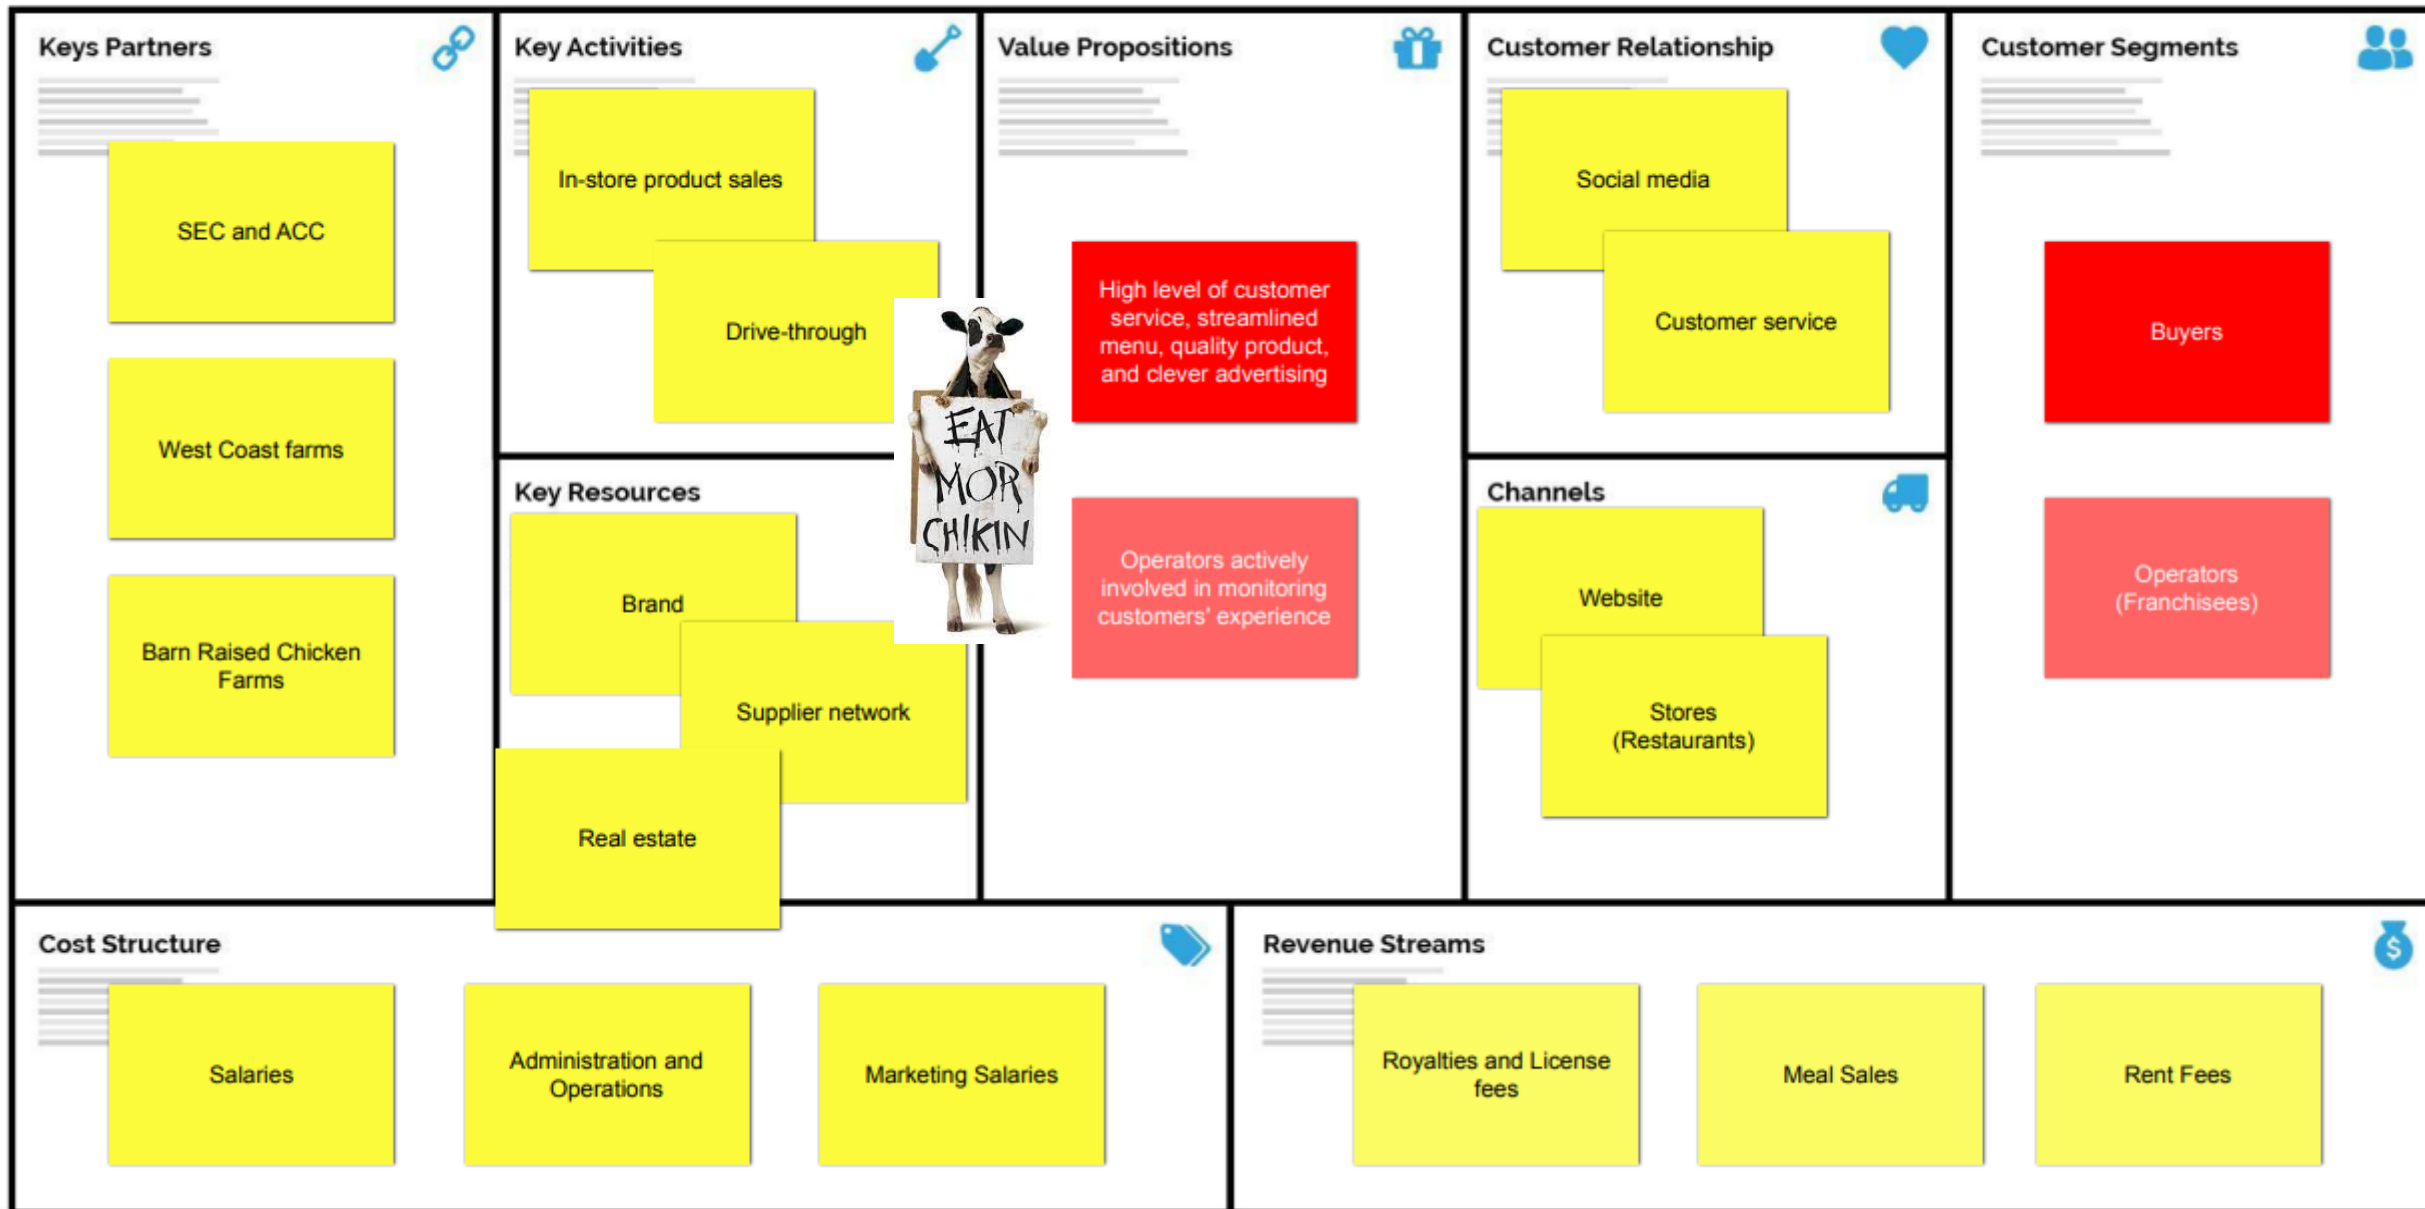 Keys Partners
SEC and ACC
West Coast farms
Barn Raised Chicken
Farms
Key Activities
In-store product sales
Drive-through
Key Resources
Brand
Supplier network
Real estate
EAT
MOR
CHIKIN
Value Propositions
High level of customer
service, streamlined
menu, quality product,
and clever advertising
Operators actively
involved in monitoring
customers' experience
Customer Relationship
Social media
Customer service
Channels
Website
Stores
(Restaurants)
Customer Segments
Buyers
Operators
(Franchisees)
Cost Structure
Salaries
Administration and
Operations
Marketing Salaries
Revenue Streams
Royalties and License
fees
Meal Sales
Rent Fees
$